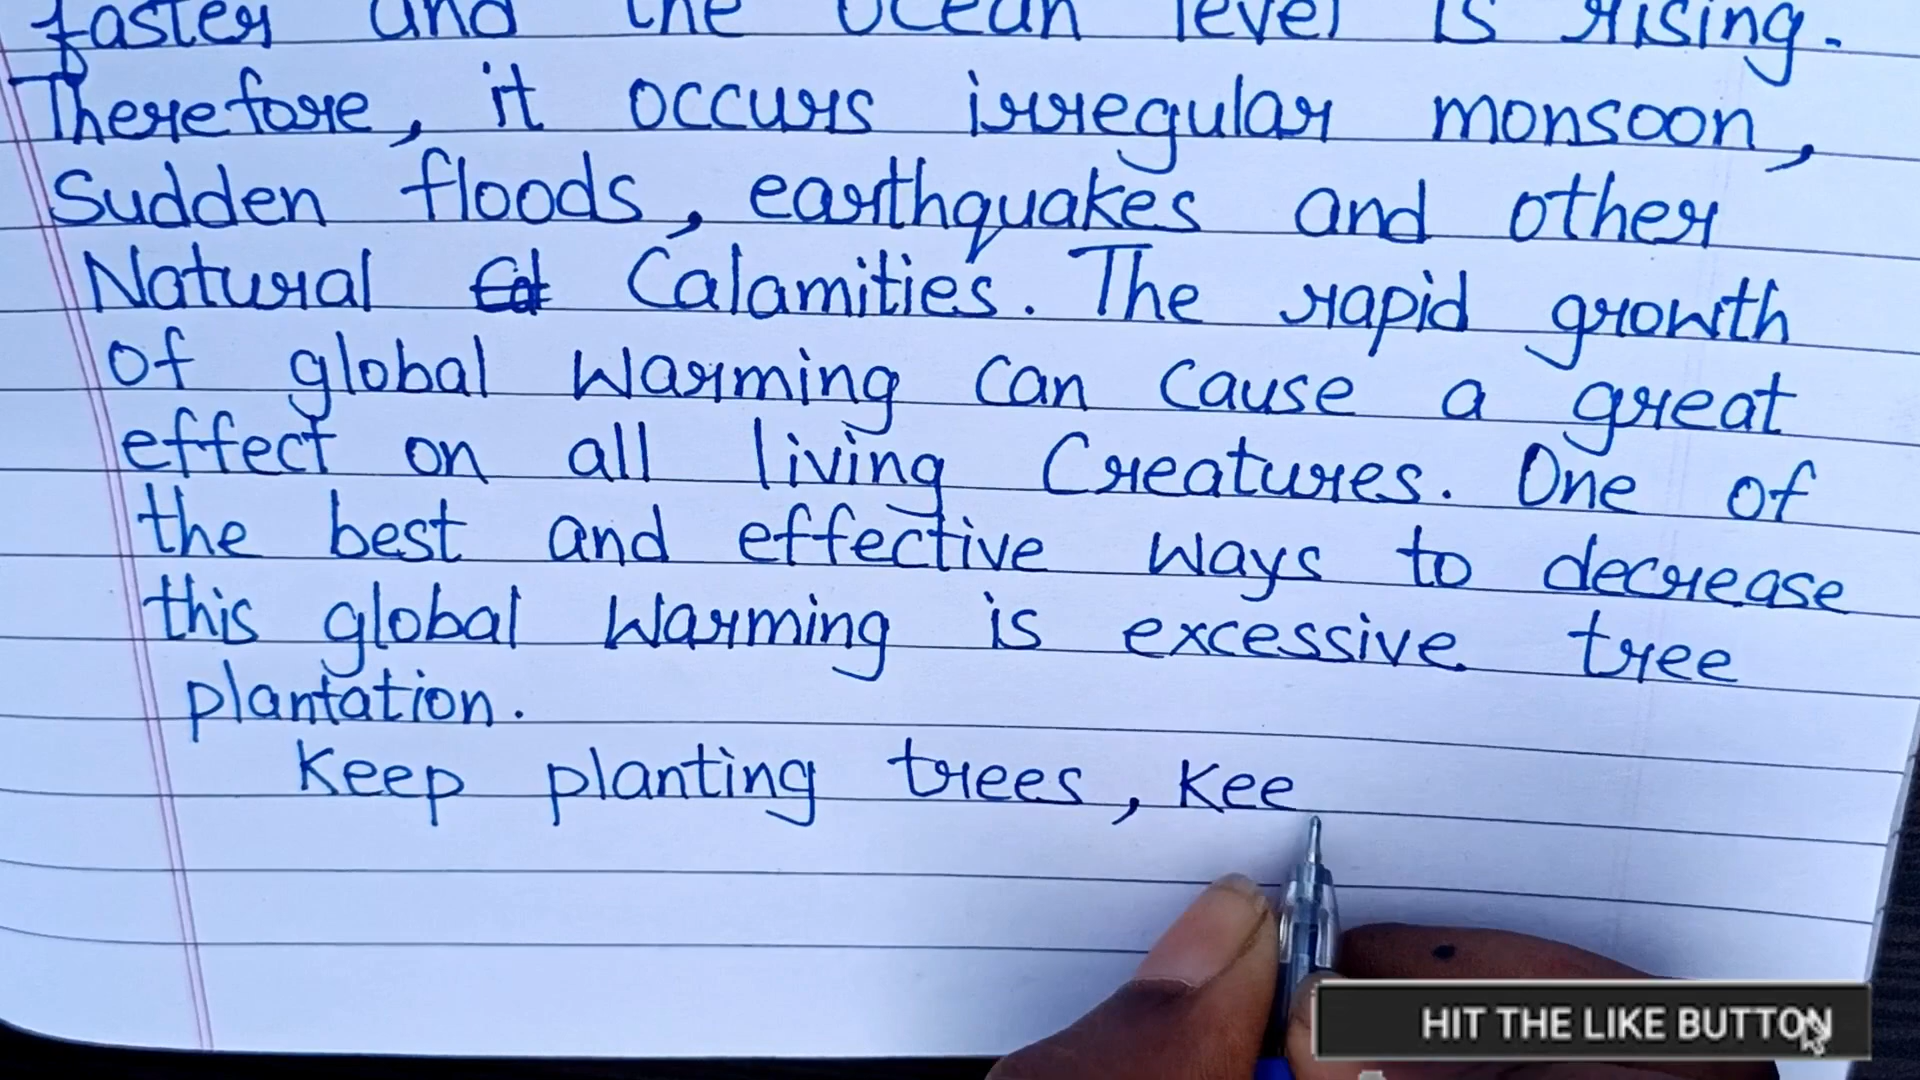 faster and the ocean level is rising.
Therefore, it occurs irregular monsoon,
Sudden floods, earthquakes and other
Natural Calamities. The rapid growth
of global warming can cause a great
effect on all living Creatures. One of
the best and effective ways to decrease
this global warming is excessive tree
plantation.
Keep planting trees, Kee
HIT THE LIKE BUTTON